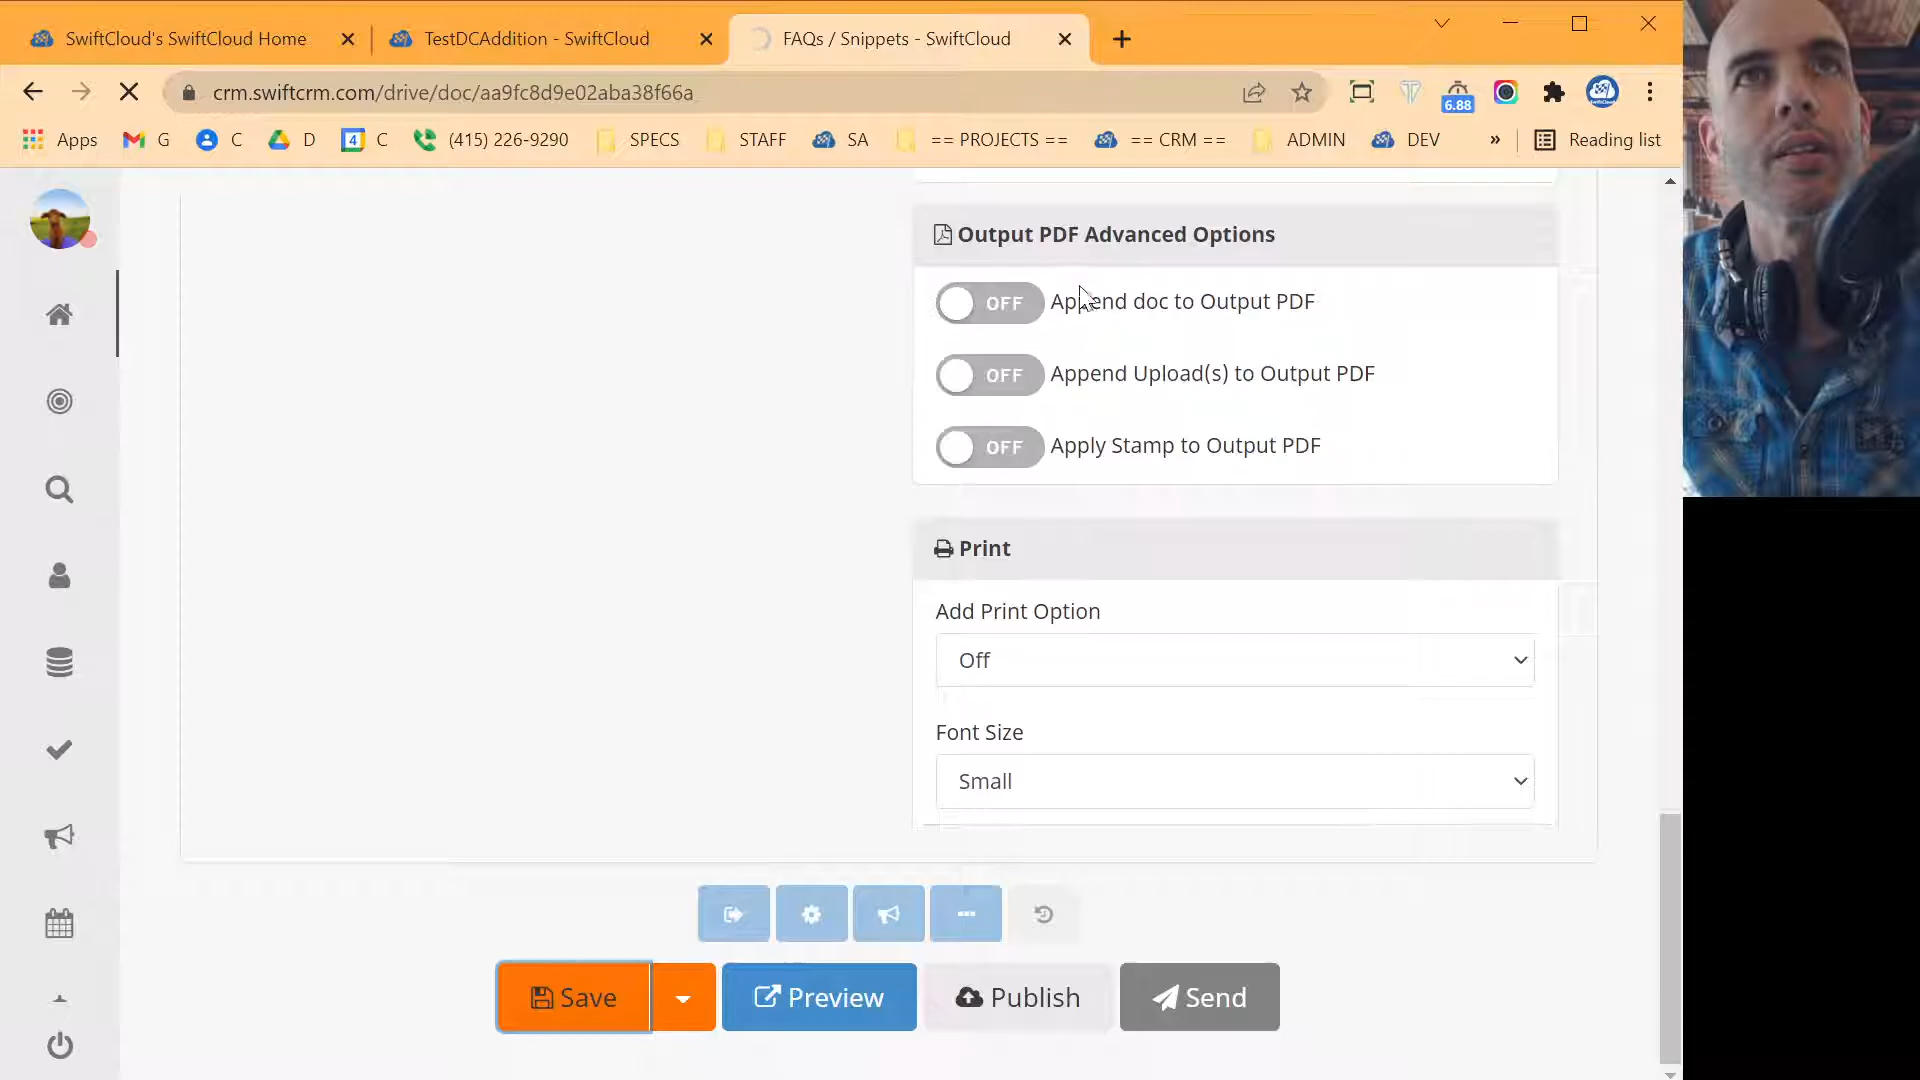 SwiftCloud's SwiftCloud Home
TestDCAddition - SwiftCloud
FAQs / Snippets - SwiftCloud
crm.swiftcrm.com/drive/doc/aa9fc8d9e02aba38f66a
6.88
Apps
G
C
D
4
C
(415) 226-9290
SPECS
STAFF
SA
== PROJECTS ==
== CRM ==
ADMIN
DEV
»
Reading list
Output PDF Advanced Options
OFF Append doc to Output PDF
OFF Append Upload(s) to Output PDF
OFF Apply Stamp to Output PDF
Print
Add Print Option
Off
Font Size
Small
Save
Preview
Publish
Send